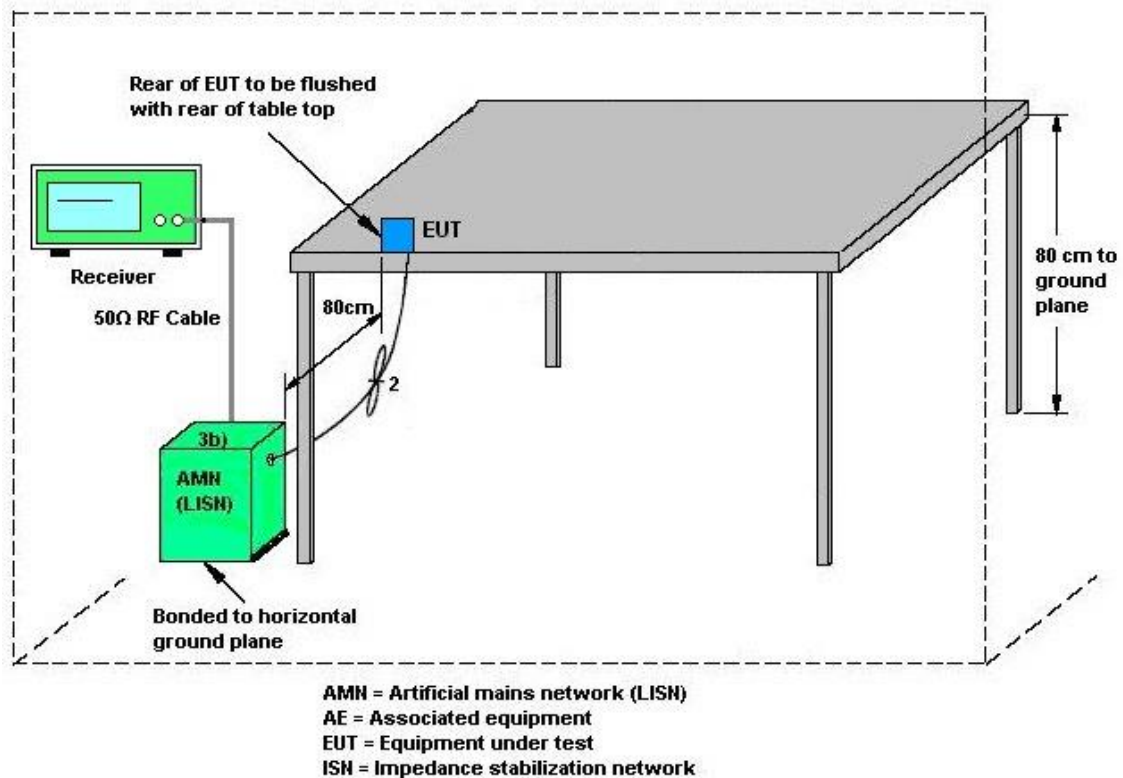 Rear of EUT to be flushed
with rear of table top
EUT
Receiver
50Ω RF Cable
80cm
80 cm to
ground
plane
2
3b)
AMN
(LISN)
Bonded to horizontal
ground plane
AMN = Artificial mains network (LISN)
AE = Associated equipment
EUT = Equipment under test
ISN = Impedance stabilization network